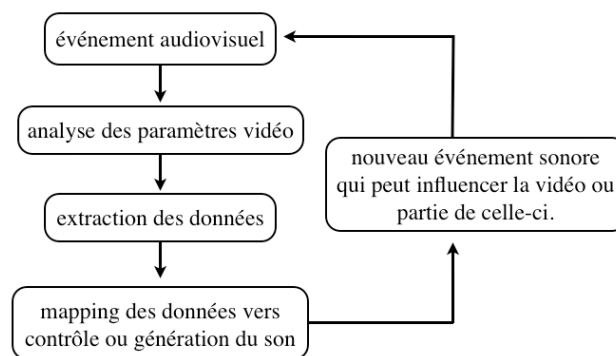 événement audiovisuel
analyse des paramètres vidéo
extraction des données
mapping des données vers
contrôle ou génération du son
nouveau événement sonore
qui peut influencer la vidéo ou
partie de celle-ci.